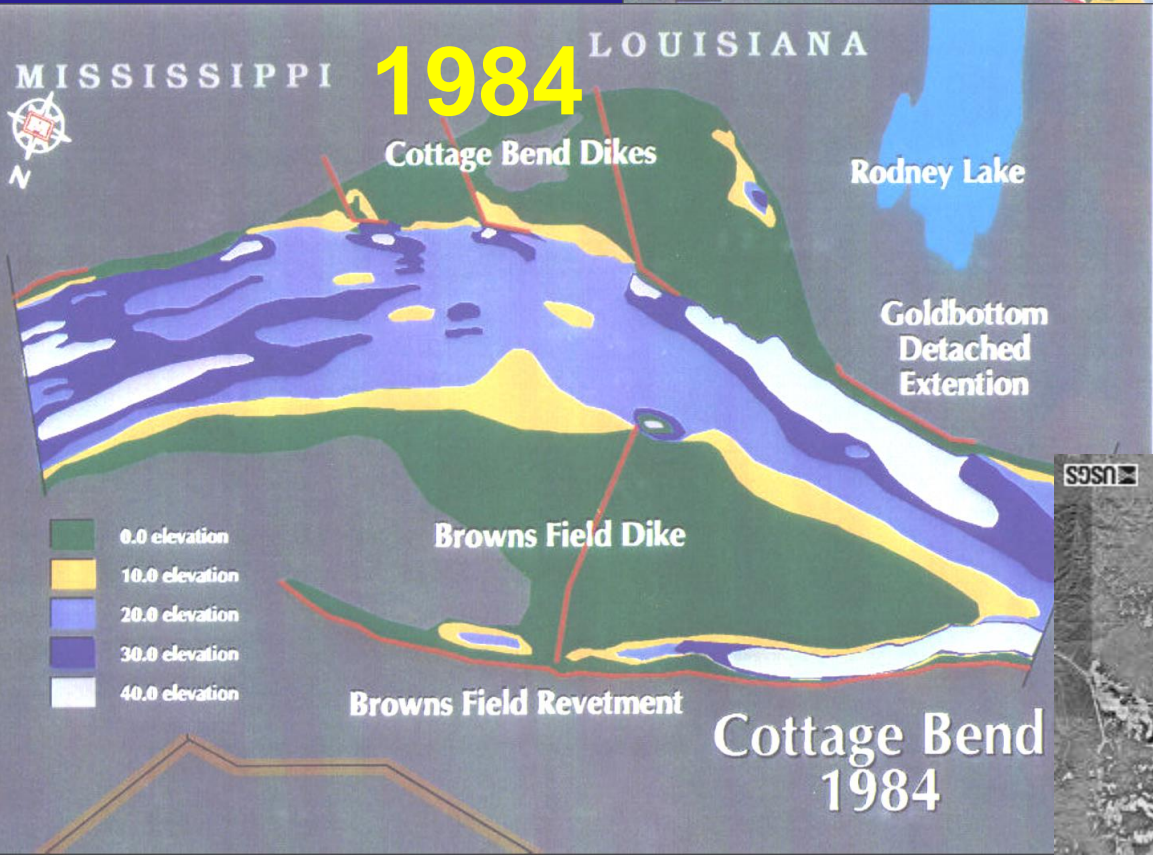 LOUISIANA
1984
MISSISSIPPI
N
Cottage Bend Dikes
Rodney Lake
Goldbottom
Detached
Extention
USGS
Browns Field Dike
0.0 elevation
10.0 elevation
20.0 elevation
30.0 elevation
40.0 elevation
Browns Field Revetment
Cottage Bend
1984